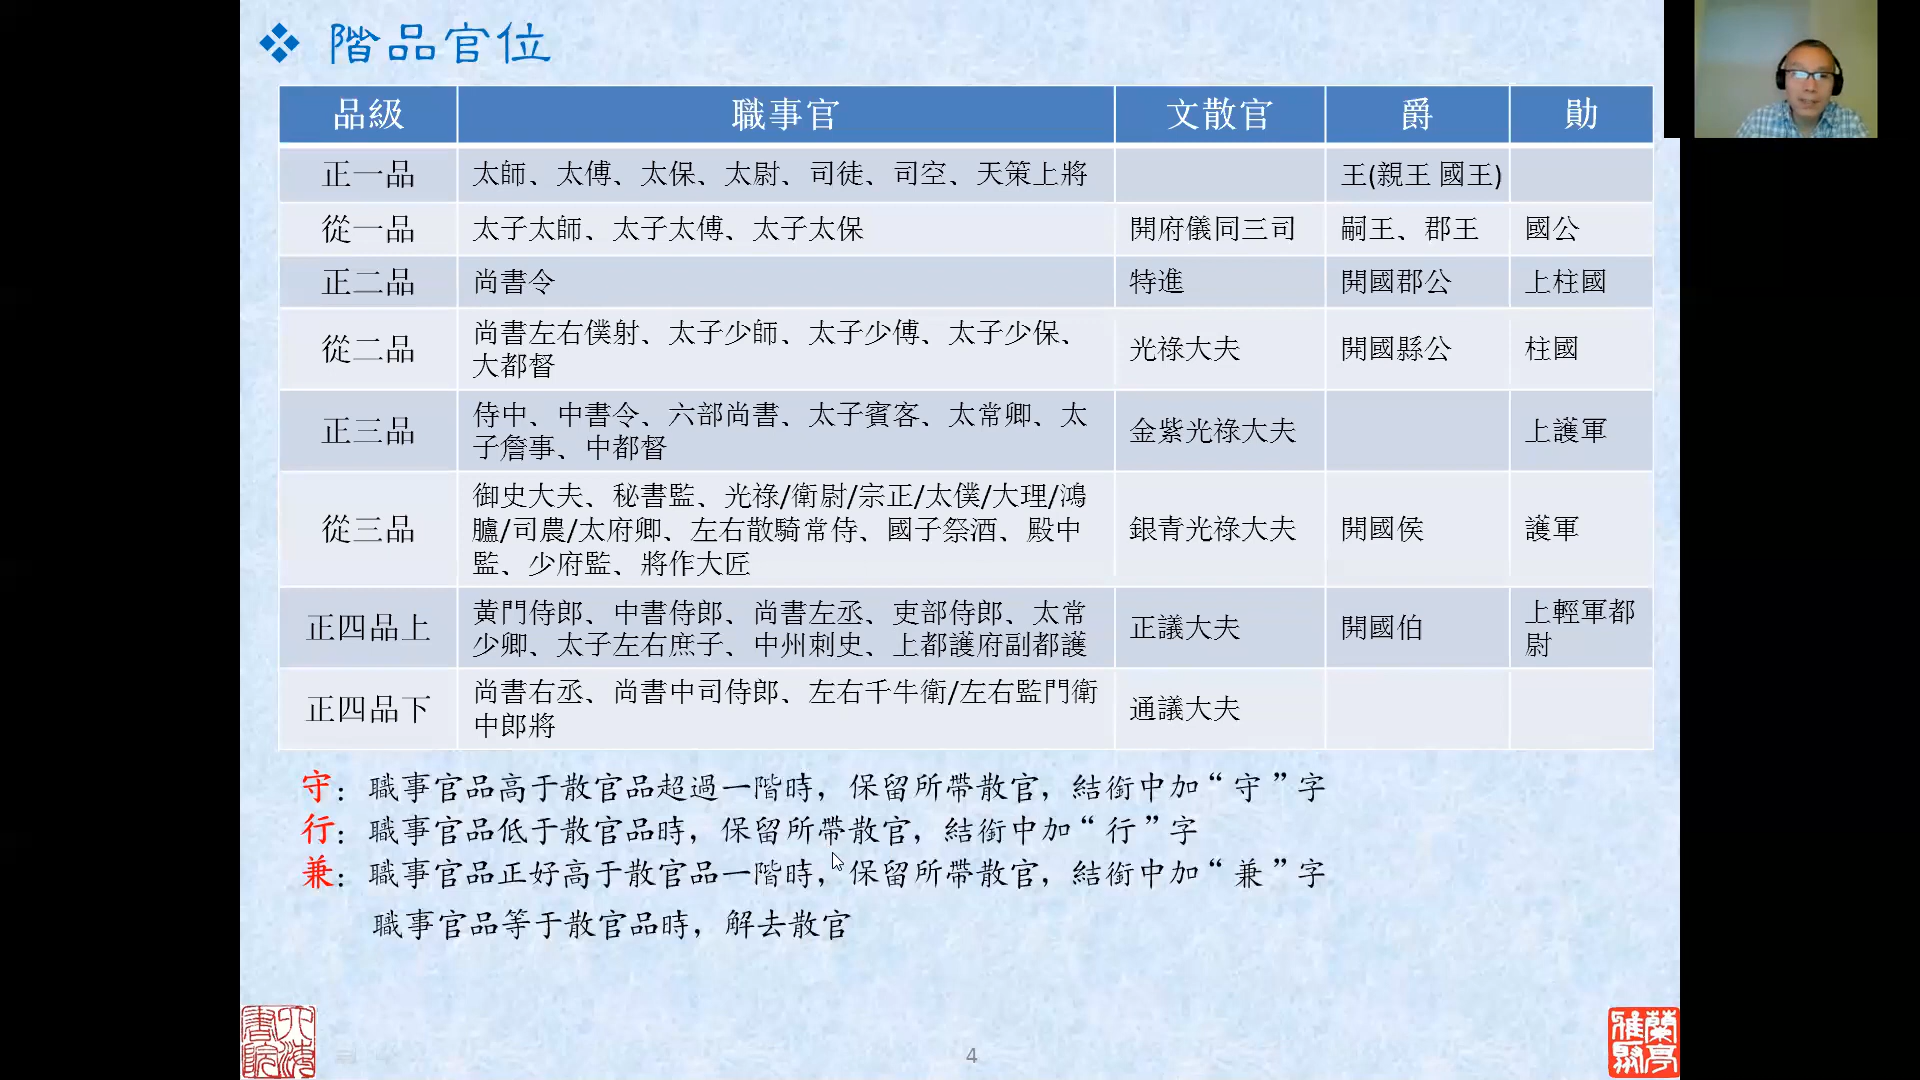 階品官位
品級 職事官 文散官 爵 勛
正一品 太師、太傅、太保、太尉、司徒、司空、天策上將 王(親王 國王)
從一品 太子太師、太子太傅、太子太保 開府儀同三司 嗣王、郡王 國公
正二品 尚書令 特進 開國郡公 上柱國
從二品 尚書左右僕射、太子少師、太子少傅、太子少保、
大都督 光祿大夫 開國縣公 柱國
正三品 侍中、中書令、六部尚書、太子賓客、太常卿、太
子詹事、中都督 金紫光祿大夫 上護軍
從三品 御史大夫、秘書監、光祿/衛尉/宗正/太僕/大理/鴻
臚/司農/太府卿、左右散騎常侍、國子祭酒、殿中
監、少府監、將作大匠 銀青光祿大夫 開國侯 護軍
正四品上 黃門侍郎、中書侍郎、尚書左丞、吏部侍郎、太常
少卿、太子左右庶子、中州刺史、上都護府副都護 正議大夫 開國伯 上輕軍都
尉
正四品下 尚書右丞、尚書中司侍郎、左右千牛衛/左右監門衛
中郎將 通議大夫
守：職事官品高于散官品超過一階時，保留所帶散官，結銜中加“守”字
行：職事官品低于散官品時，保留所帶散官，結銜中加“行”字
兼：職事官品正好高于散官品一階時，保留所帶散官，結銜中加“兼”字
職事官品等于散官品時，解去散官
4